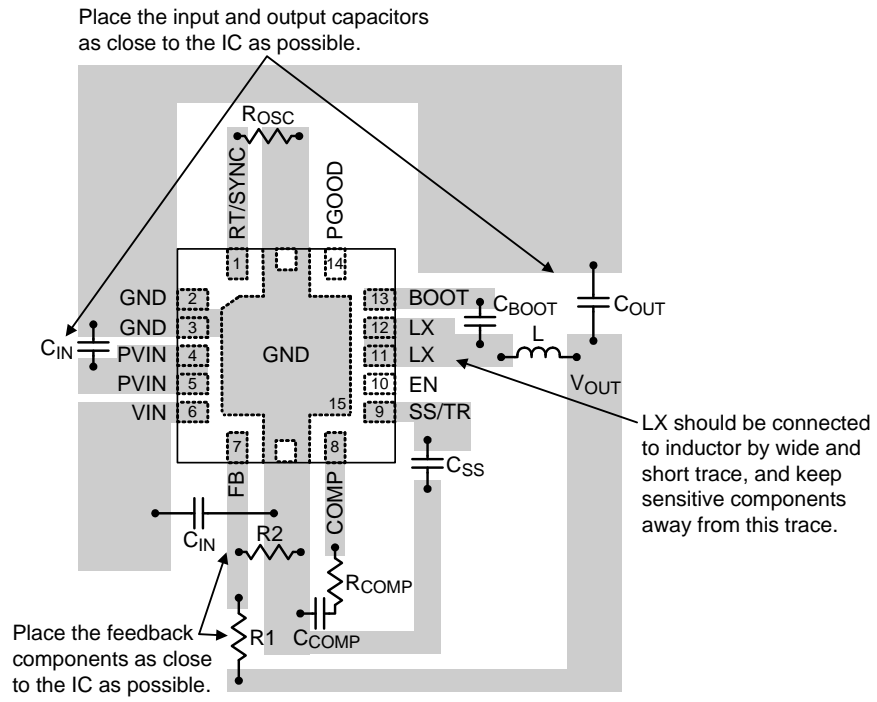 Place the input and output capacitors
as close to the IC as possible.
ROSC
RT/SYNC
PGOOD
1
14
GND 2
13 BOOT
CBOOT
COUT
GND 3
12 LX
L
CIN
PVIN 4
GND
11 LX
PVIN 5
10 EN
VOUT
VIN 6
15
9 SS/TR
LX should be connected
to inductor by wide and
short trace, and keep
sensitive components
away from this trace.
7
8
CSS
FB
COMP
CIN
R2
RCOMP
CCOMP
R1
Place the feedback
components as close
to the IC as possible.